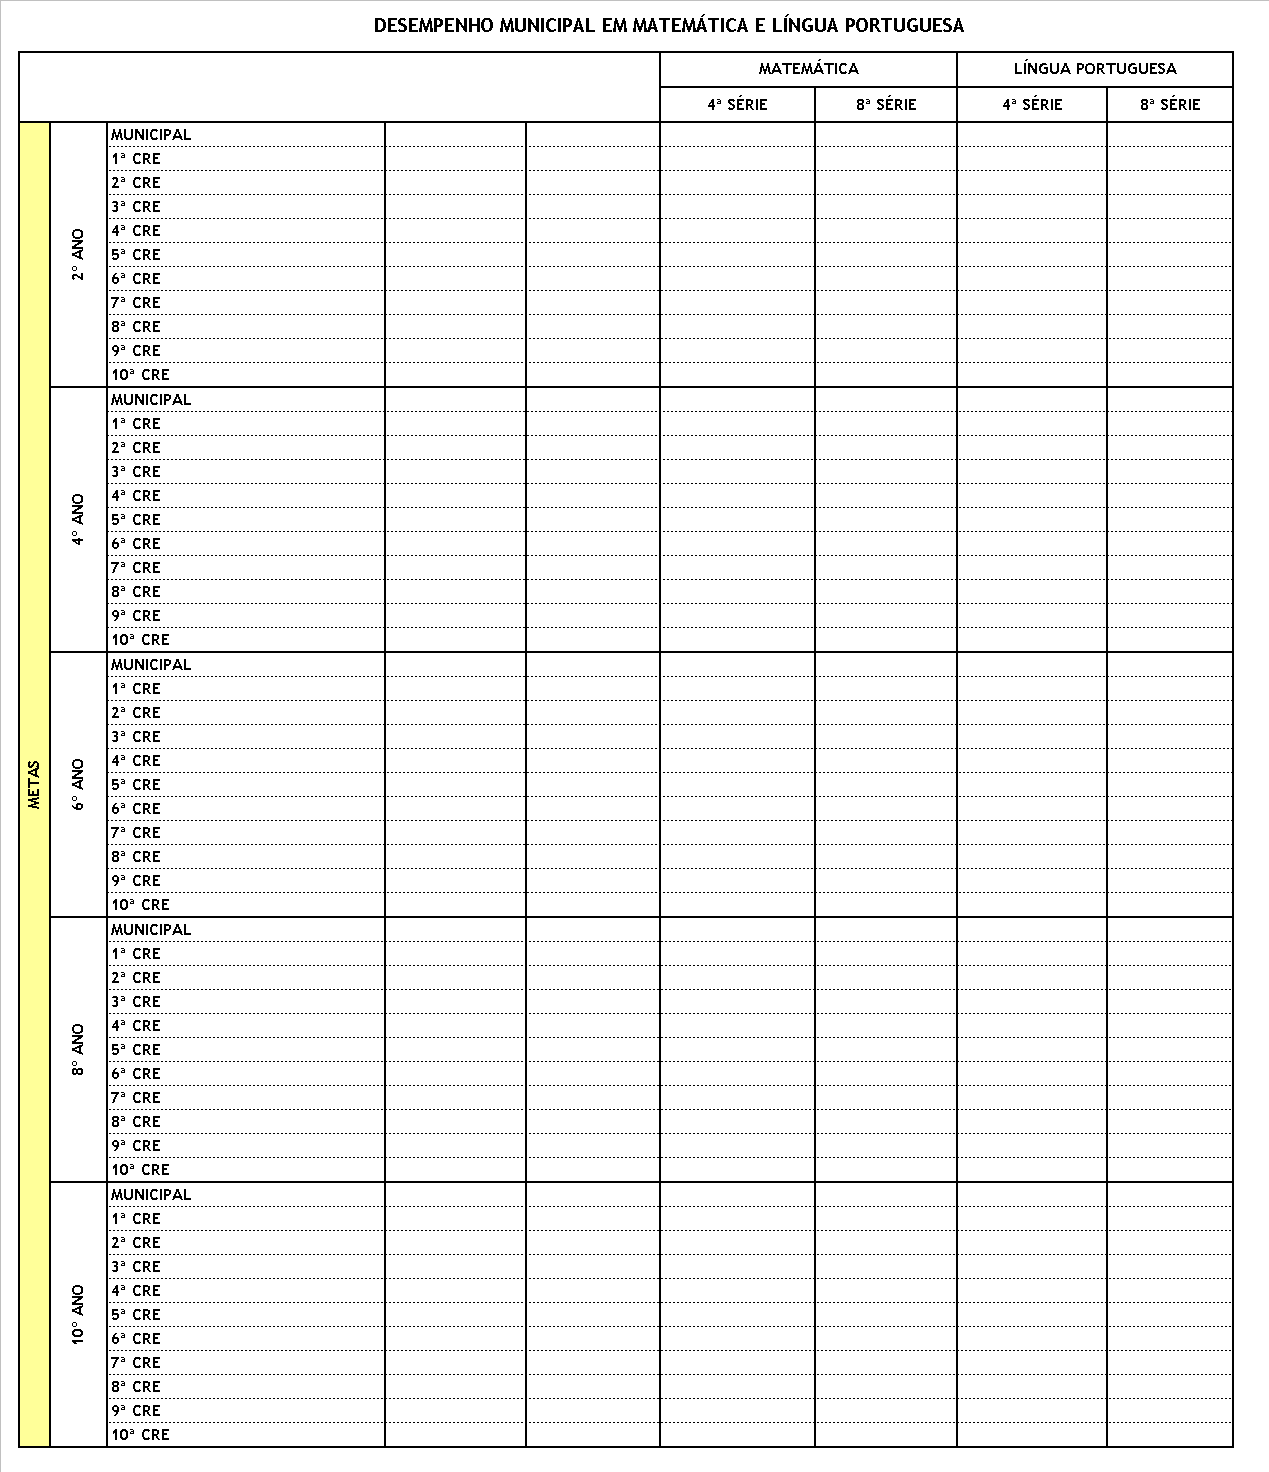 DESEMPENHO MUNICIPAL EM MATEMÁTICA E LÍNGUA PORTUGUESA
MATEMÁTICA LÍNGUA PORTUGUESA
4ª SÉRIE 8ª SÉRIE 4ª SÉRIE 8ª SÉRIE
METAS
2º ANO
MUNICIPAL
1ª CRE
2ª CRE
3ª CRE
4ª CRE
5ª CRE
6ª CRE
7ª CRE
8ª CRE
9ª CRE
10ª CRE
4º ANO
MUNICIPAL
1ª CRE
2ª CRE
3ª CRE
4ª CRE
5ª CRE
6ª CRE
7ª CRE
8ª CRE
9ª CRE
10ª CRE
6º ANO
MUNICIPAL
1ª CRE
2ª CRE
3ª CRE
4ª CRE
5ª CRE
6ª CRE
7ª CRE
8ª CRE
9ª CRE
10ª CRE
8º ANO
MUNICIPAL
1ª CRE
2ª CRE
3ª CRE
4ª CRE
5ª CRE
6ª CRE
7ª CRE
8ª CRE
9ª CRE
10ª CRE
10º ANO
MUNICIPAL
1ª CRE
2ª CRE
3ª CRE
4ª CRE
5ª CRE
6ª CRE
7ª CRE
8ª CRE
9ª CRE
10ª CRE